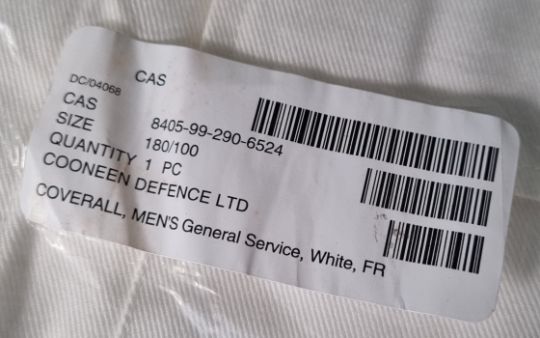 CAS
DC/04068
CAS 8405-99-290-6524
SIZE 180/100
QUANTITY 1 PC
COONEEN DEFENCE LTD
COVERALL, MEN'S General Service, White, FR